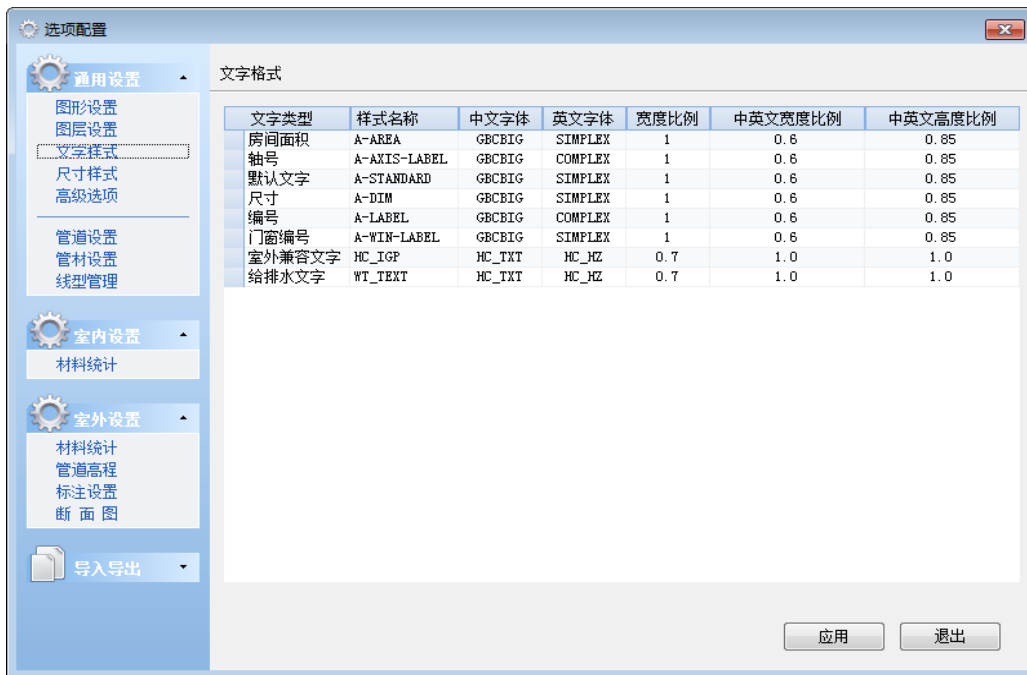 选项配置
通用设置
图形设置
图层设置
文字样式
尺寸样式
高级选项
管道设置
管材设置
线型管理
室内设置
材料统计
室外设置
材料统计
管道高程
标注设置
断 面 图
导入导出
文字格式
文字类型 样式名称 中文字体 英文字体 宽度比例 中英文宽度比例 中英文高度比例
房间面积 A-AREA GBCBIG SIMPLEX 1 0.6 0.85
轴号 A-AXIS-LABEL GBCBIG COMPLEX 1 0.6 0.85
默认文字 A-STANDARD GBCBIG SIMPLEX 1 0.6 0.85
尺寸 A-DIM GBCBIG SIMPLEX 1 0.6 0.85
编号 A-LABEL GBCBIG COMPLEX 1 0.6 0.85
门窗编号 A-WIN-LABEL GBCBIG SIMPLEX 1 0.6 0.85
室外兼容文字 HC_IGP HC_TXT HC_HZ 0.7 1.0 1.0
给排水文字 WT_TEXT HC_TXT HC_HZ 0.7 1.0 1.0
应用 退出